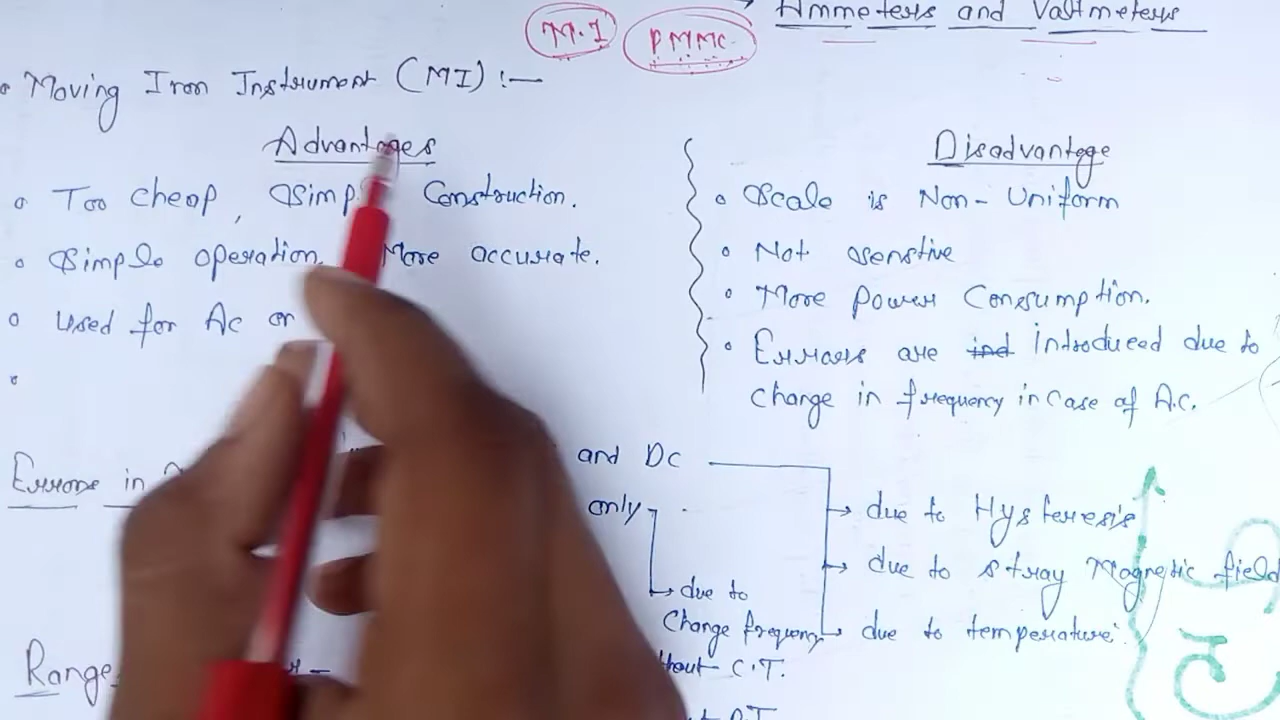 Ammeters and Voltmeters
M.I PMMC
Moving Iron Instrument (MI) :-
Advantages
Too cheap, Simp Construction.
Simple operation, More accurate.
Used for Ac or
Disadvantage
Scale is Non-Uniform
Not senstive
More power Consumption.
Errors are ind introduced due to
change in frequency in case of A.C.
Errors in
and DC
only
due to Hysteresis
due to stray Magnetic field
due to temperature.
due to
Change frequency
Range
C.T.
ट